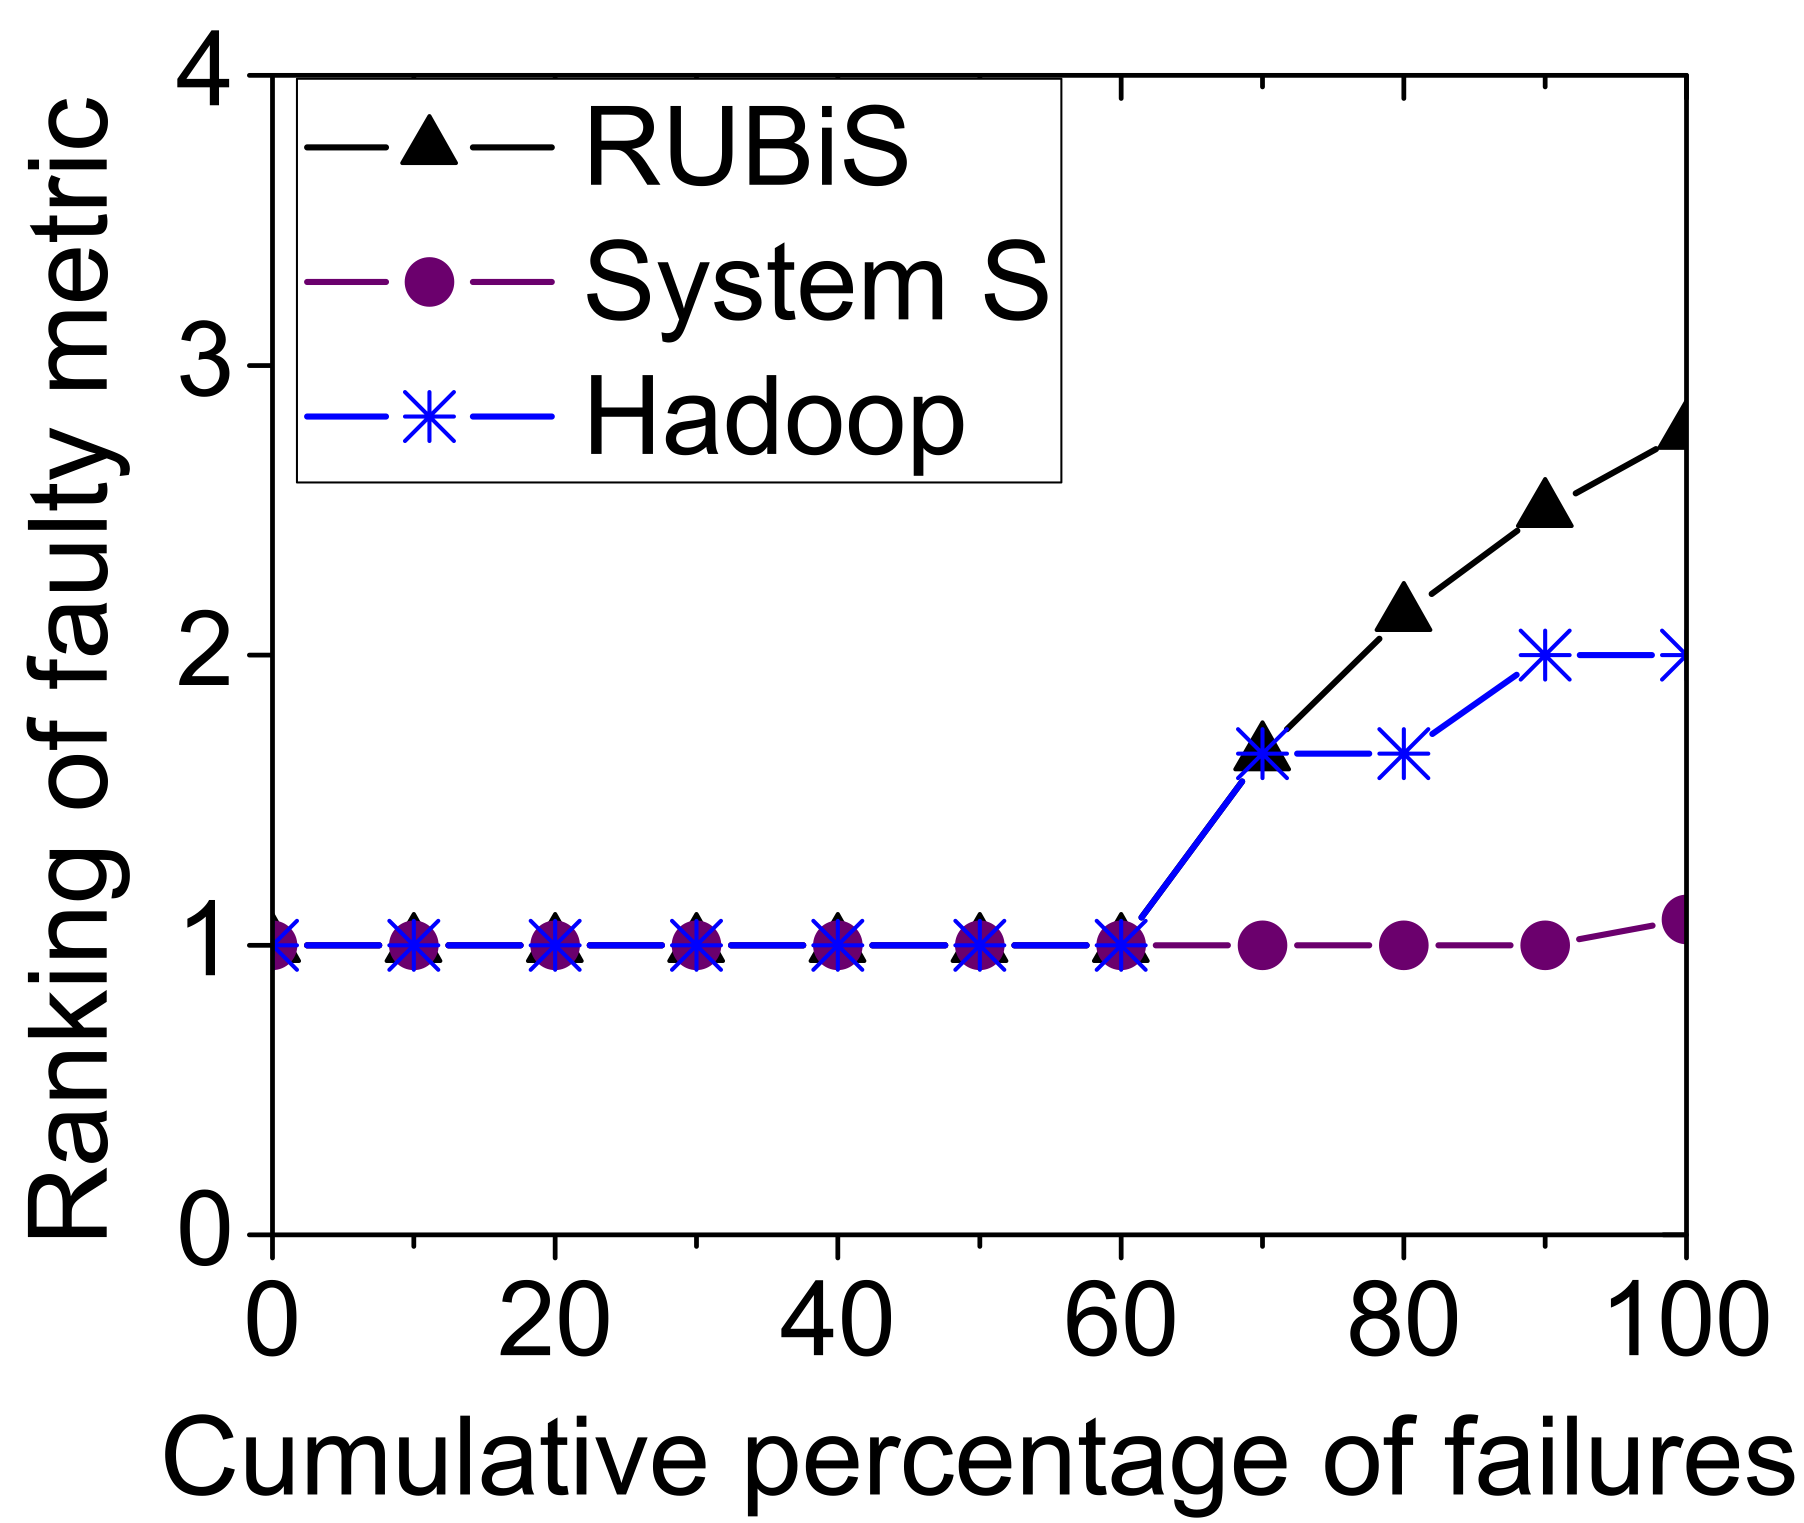 Ranking of faulty metric
4
3
2
1
0
RUBiS
System S
Hadoop
0 20 40 60 80 100
Cumulative percentage of failures